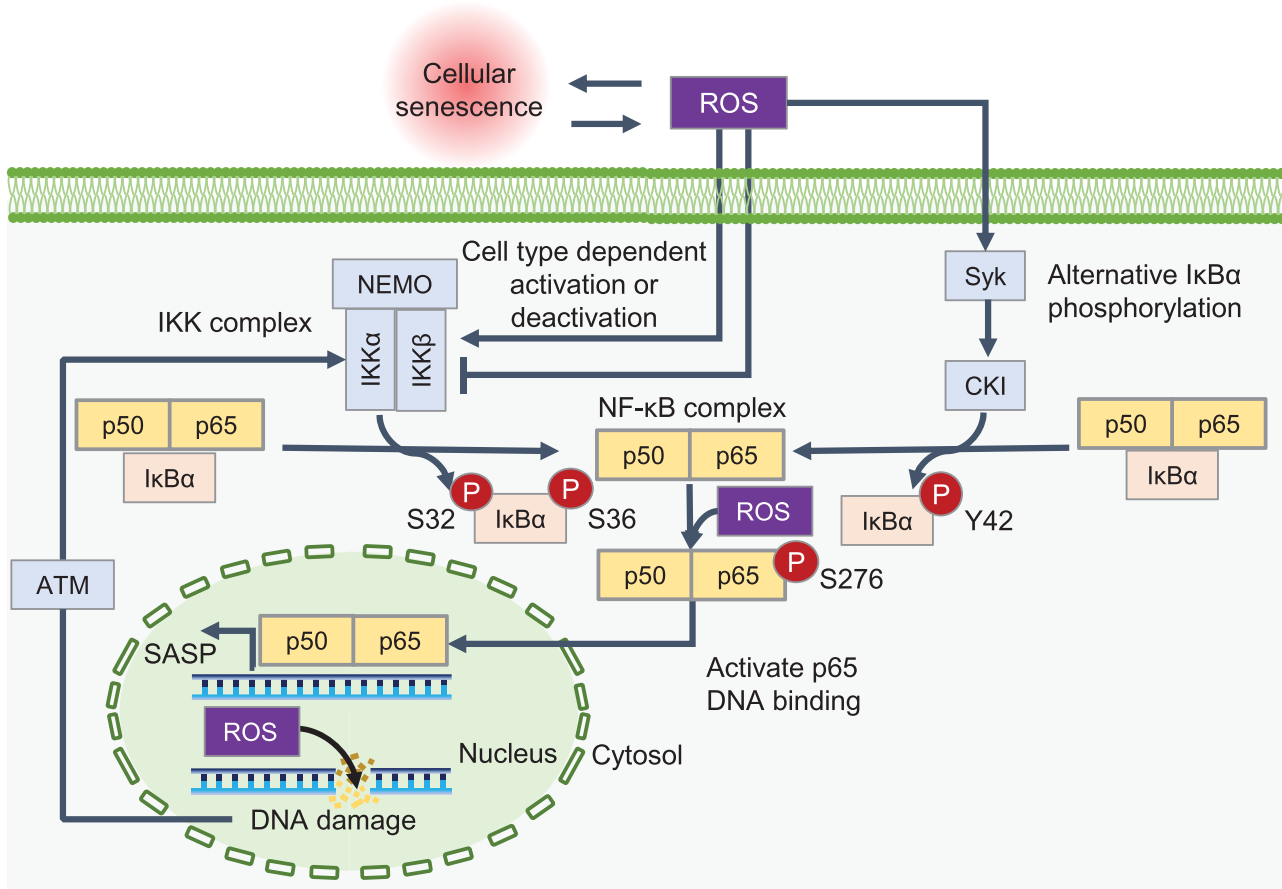 Cellular
senescence
ROS
Cell type dependent
activation or
deactivation
NEMO
IKK complex
IKKα
IKKβ
Syk
Alternative IκBα
phosphorylation
CKI
NF-κB complex
p50
p65
IκBα
p50
p65
p50
p65
IκBα
P
S32
IκBα
P
S36
ROS
IκBα
P
Y42
p50
p65
P
S276
ATM
SASP
p50
p65
Activate p65
DNA binding
ROS
Nucleus
Cytosol
DNA damage